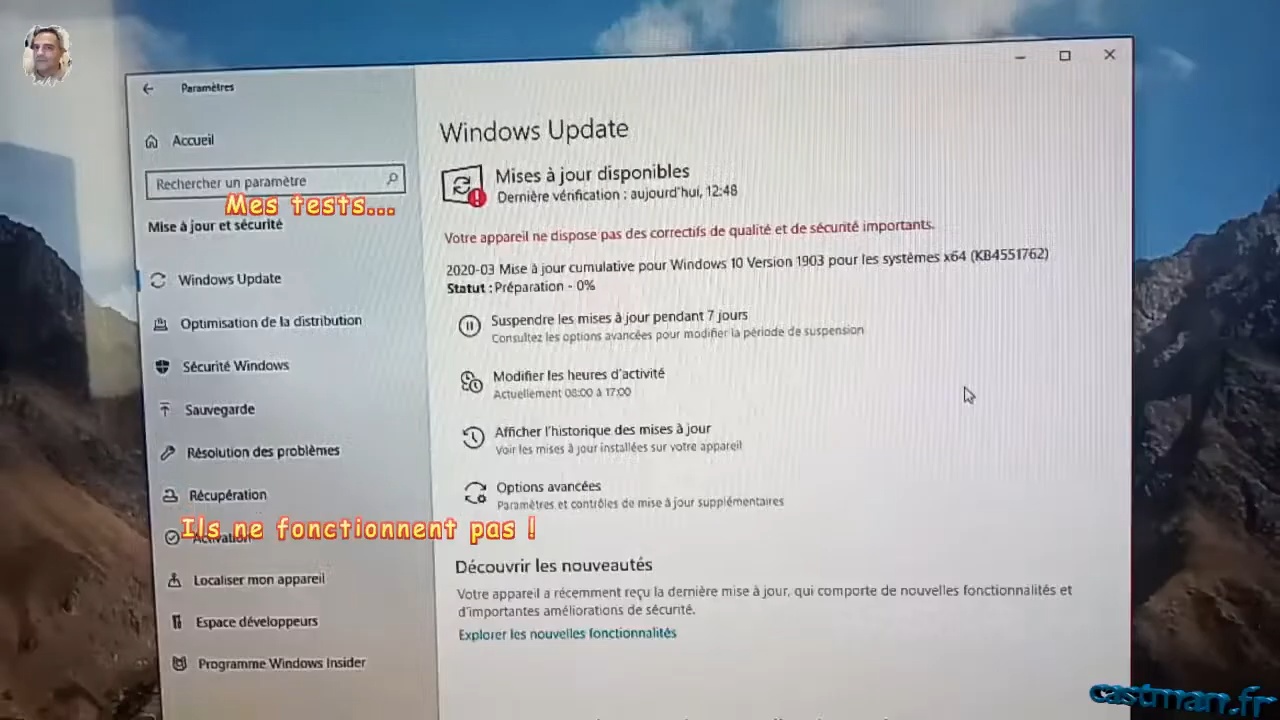 Paramètres
Accueil
Rechercher un paramètre
Mes tests...
Mise à jour et sécurité
Windows Update
Optimisation de la distribution
Sécurité Windows
Sauvegarde
Résolution des problèmes
Récupération
Ils ne fonctionnent pas !
Activation
Localiser mon appareil
Espace développeurs
Programme Windows Insider
Windows Update
Mises à jour disponibles
Dernière vérification : aujourd'hui, 12:48
Votre appareil ne dispose pas des correctifs de qualité et de sécurité importants.
2020-03 Mise à jour cumulative pour Windows 10 Version 1903 pour les systèmes x64 (KB4551762)
Statut : Préparation - 0%
Suspendre les mises à jour pendant 7 jours
Consultez les options avancées pour modifier la période de suspension
Modifier les heures d'activité
Actuellement 08:00 à 17:00
Afficher l'historique des mises à jour
Voir les mises à jour installées sur votre appareil
Options avancées
Paramètres et contrôles de mise à jour supplémentaires
Découvrir les nouveautés
Votre appareil a récemment reçu la dernière mise à jour, qui comporte de nouvelles fonctionnalités et
d'importantes améliorations de sécurité.
Explorer les nouvelles fonctionnalités
castman.fr